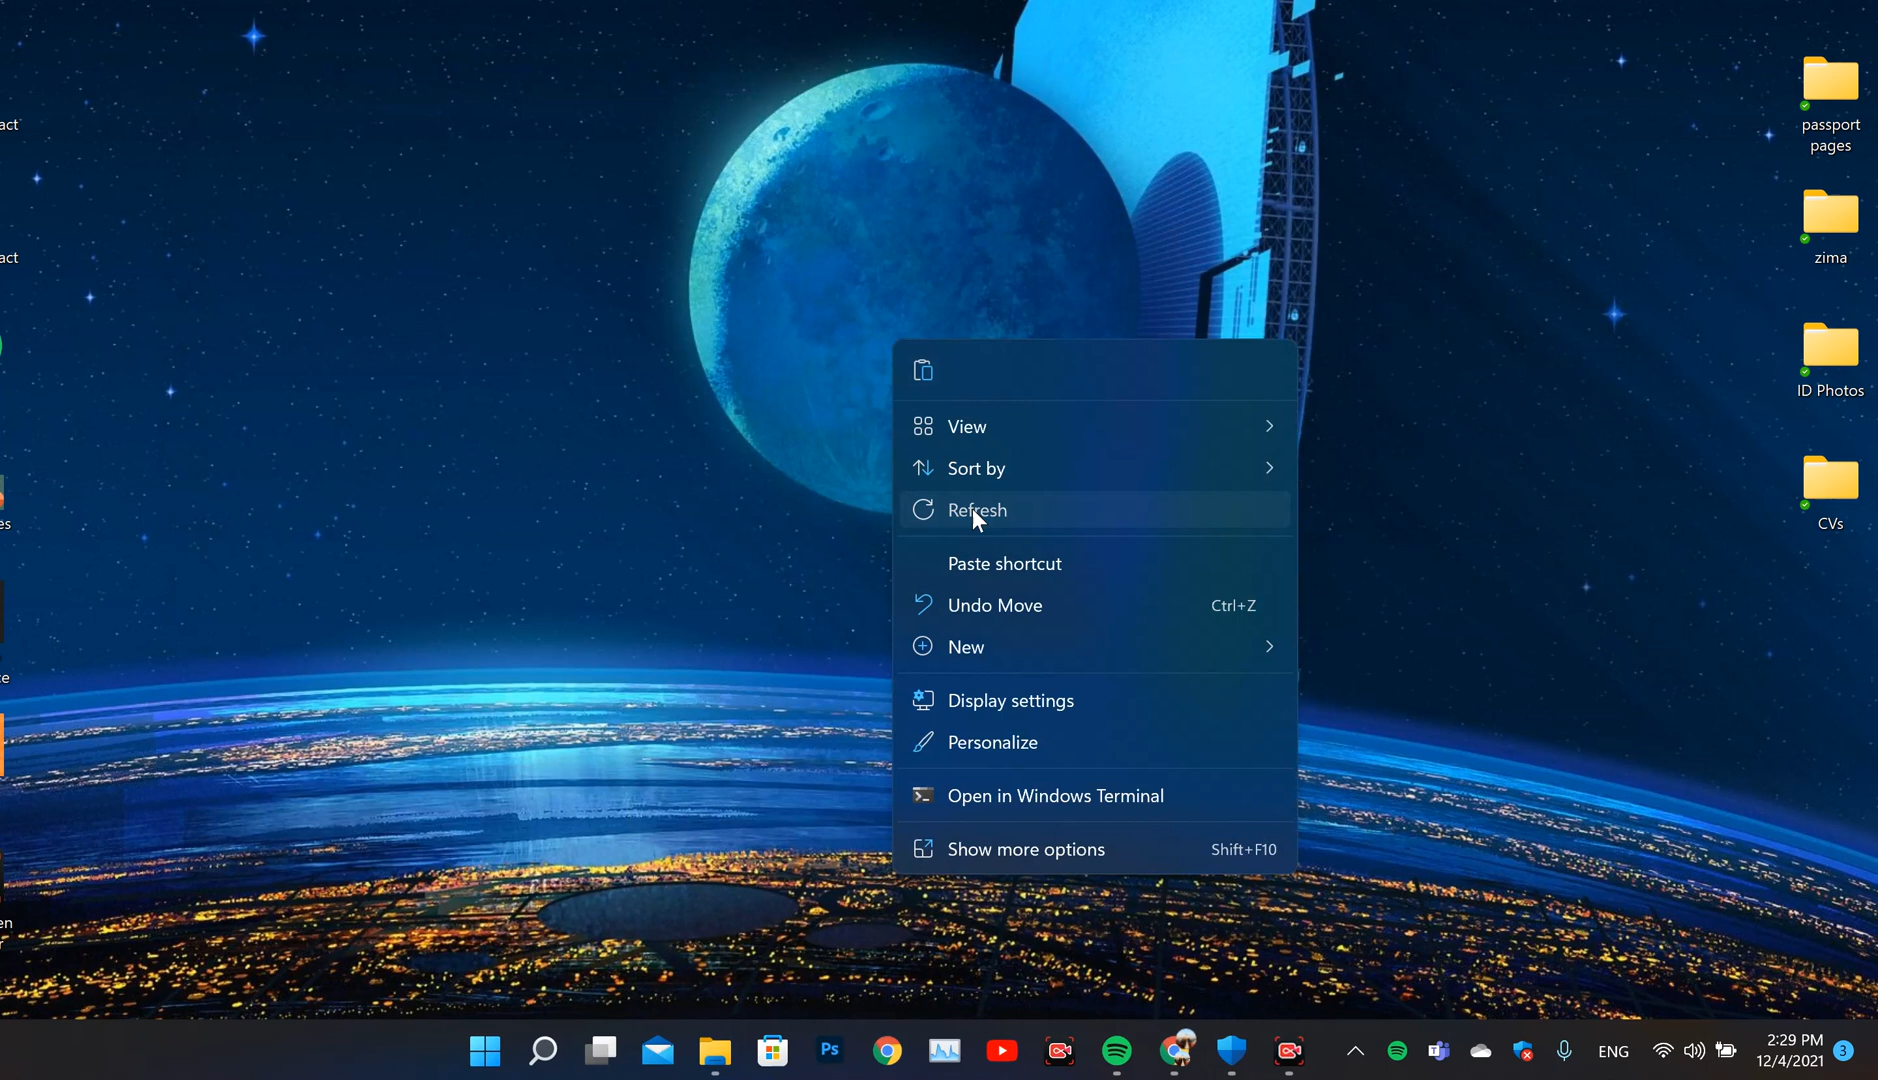 act
act
es
ce
en
r
passport
pages
zima
ID Photos
CVs
View
Sort by
Refresh
Paste shortcut
Undo Move Ctrl+Z
New
Display settings
Personalize
Open in Windows Terminal
Show more options Shift+F10
Ps
ENG
2:29 PM
12/4/2021
3